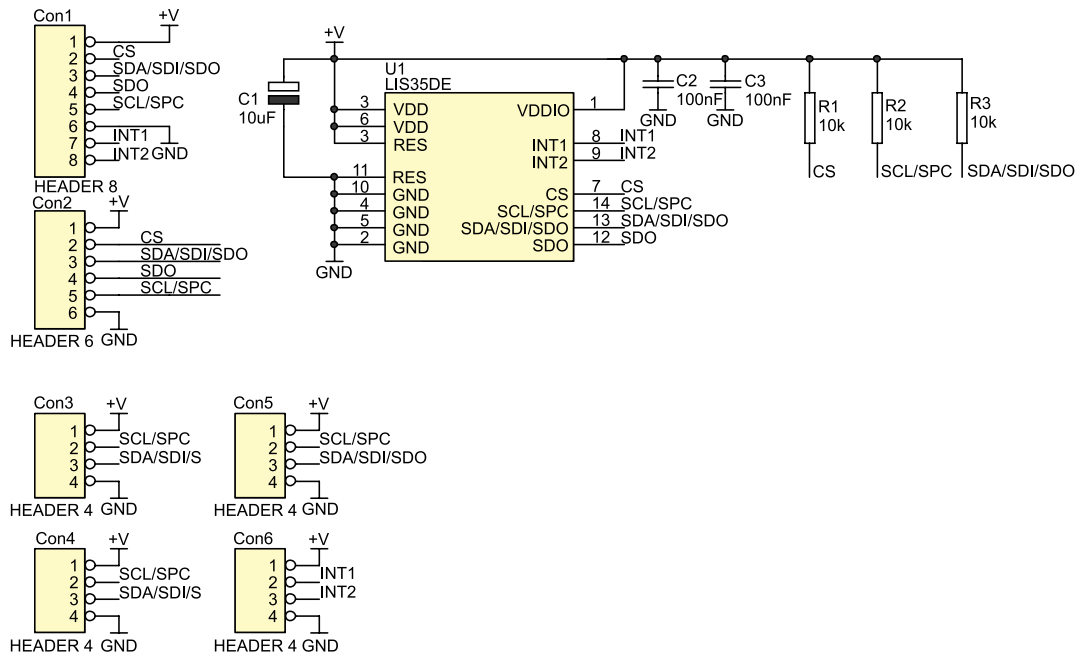 Con1
+V
1
2 CS
3 SDA/SDI/SDO
4 SDO
5 SCL/SPC
6
7 INT1
8 INT2 GND
HEADER 8
Con2
+V
1
2 CS
3 SDA/SDI/SDO
4 SDO
5 SCL/SPC
6
HEADER 6 GND
+V
C1
10uF
U1
LIS35DE
3 VDD
6 VDD
3 RES
11 RES
10 GND
4 GND
5 GND
2 GND
GND
VDDIO 1
INT1 8 INT1
INT2 9 INT2
CS 7 CS
SCL/SPC 14 SCL/SPC
SDA/SDI/SDO 13 SDA/SDI/SDO
SDO 12 SDO
C2
100nF
GND
C3
100nF
GND
R1
10k
CS
R2
10k
SCL/SPC
R3
10k
SDA/SDI/SDO
Con3
+V
1
2 SCL/SPC
3 SDA/SDI/S
4
HEADER 4 GND
Con5
+V
1
2 SCL/SPC
3 SDA/SDI/SDO
4
HEADER 4 GND
Con4
+V
1
2 SCL/SPC
3 SDA/SDI/S
4
HEADER 4 GND
Con6
+V
1
2 INT1
3 INT2
4
HEADER 4 GND